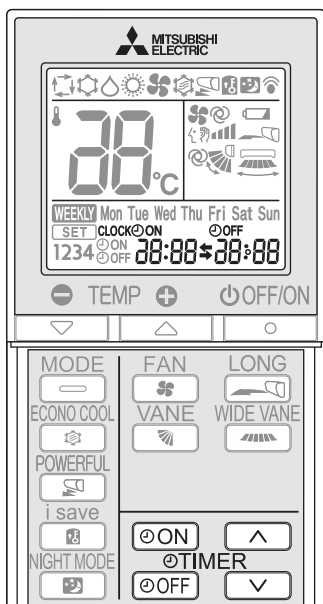 MITSUBISHI
ELECTRIC
88°C
WEEKLY Mon Tue Wed Thu Fri Sat Sun
SET CLOCK ON OFF
1234 ON OFF 88:88 88:88
TEMP OFF/ON
MODE FAN LONG
ECONO COOL VANE WIDE VANE
POWERFUL
i save
ON
NIGHT MODE TIMER
OFF